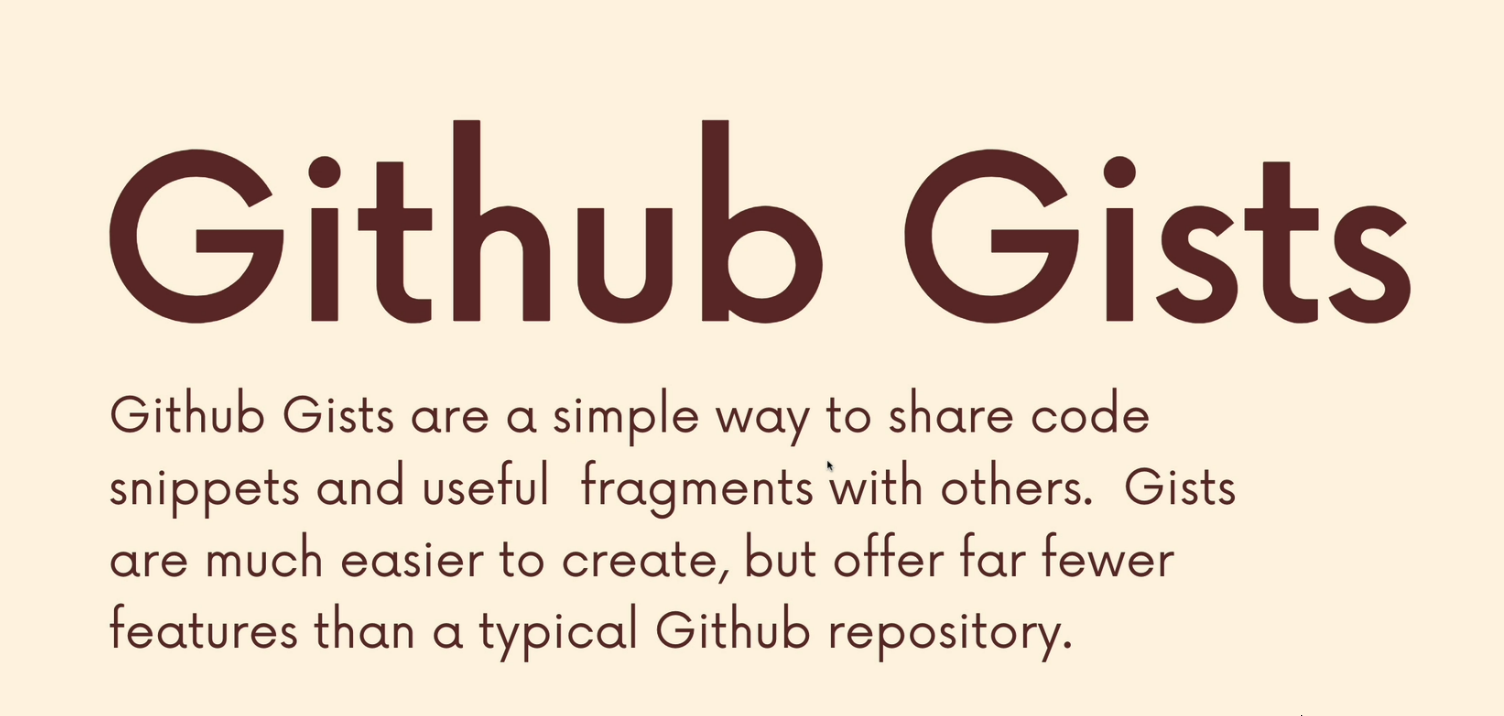 Github Gists
Github Gists are a simple way to share code
snippets and useful  fragments with others.  Gists
are much easier to create, but offer far fewer
features than a typical Github repository.